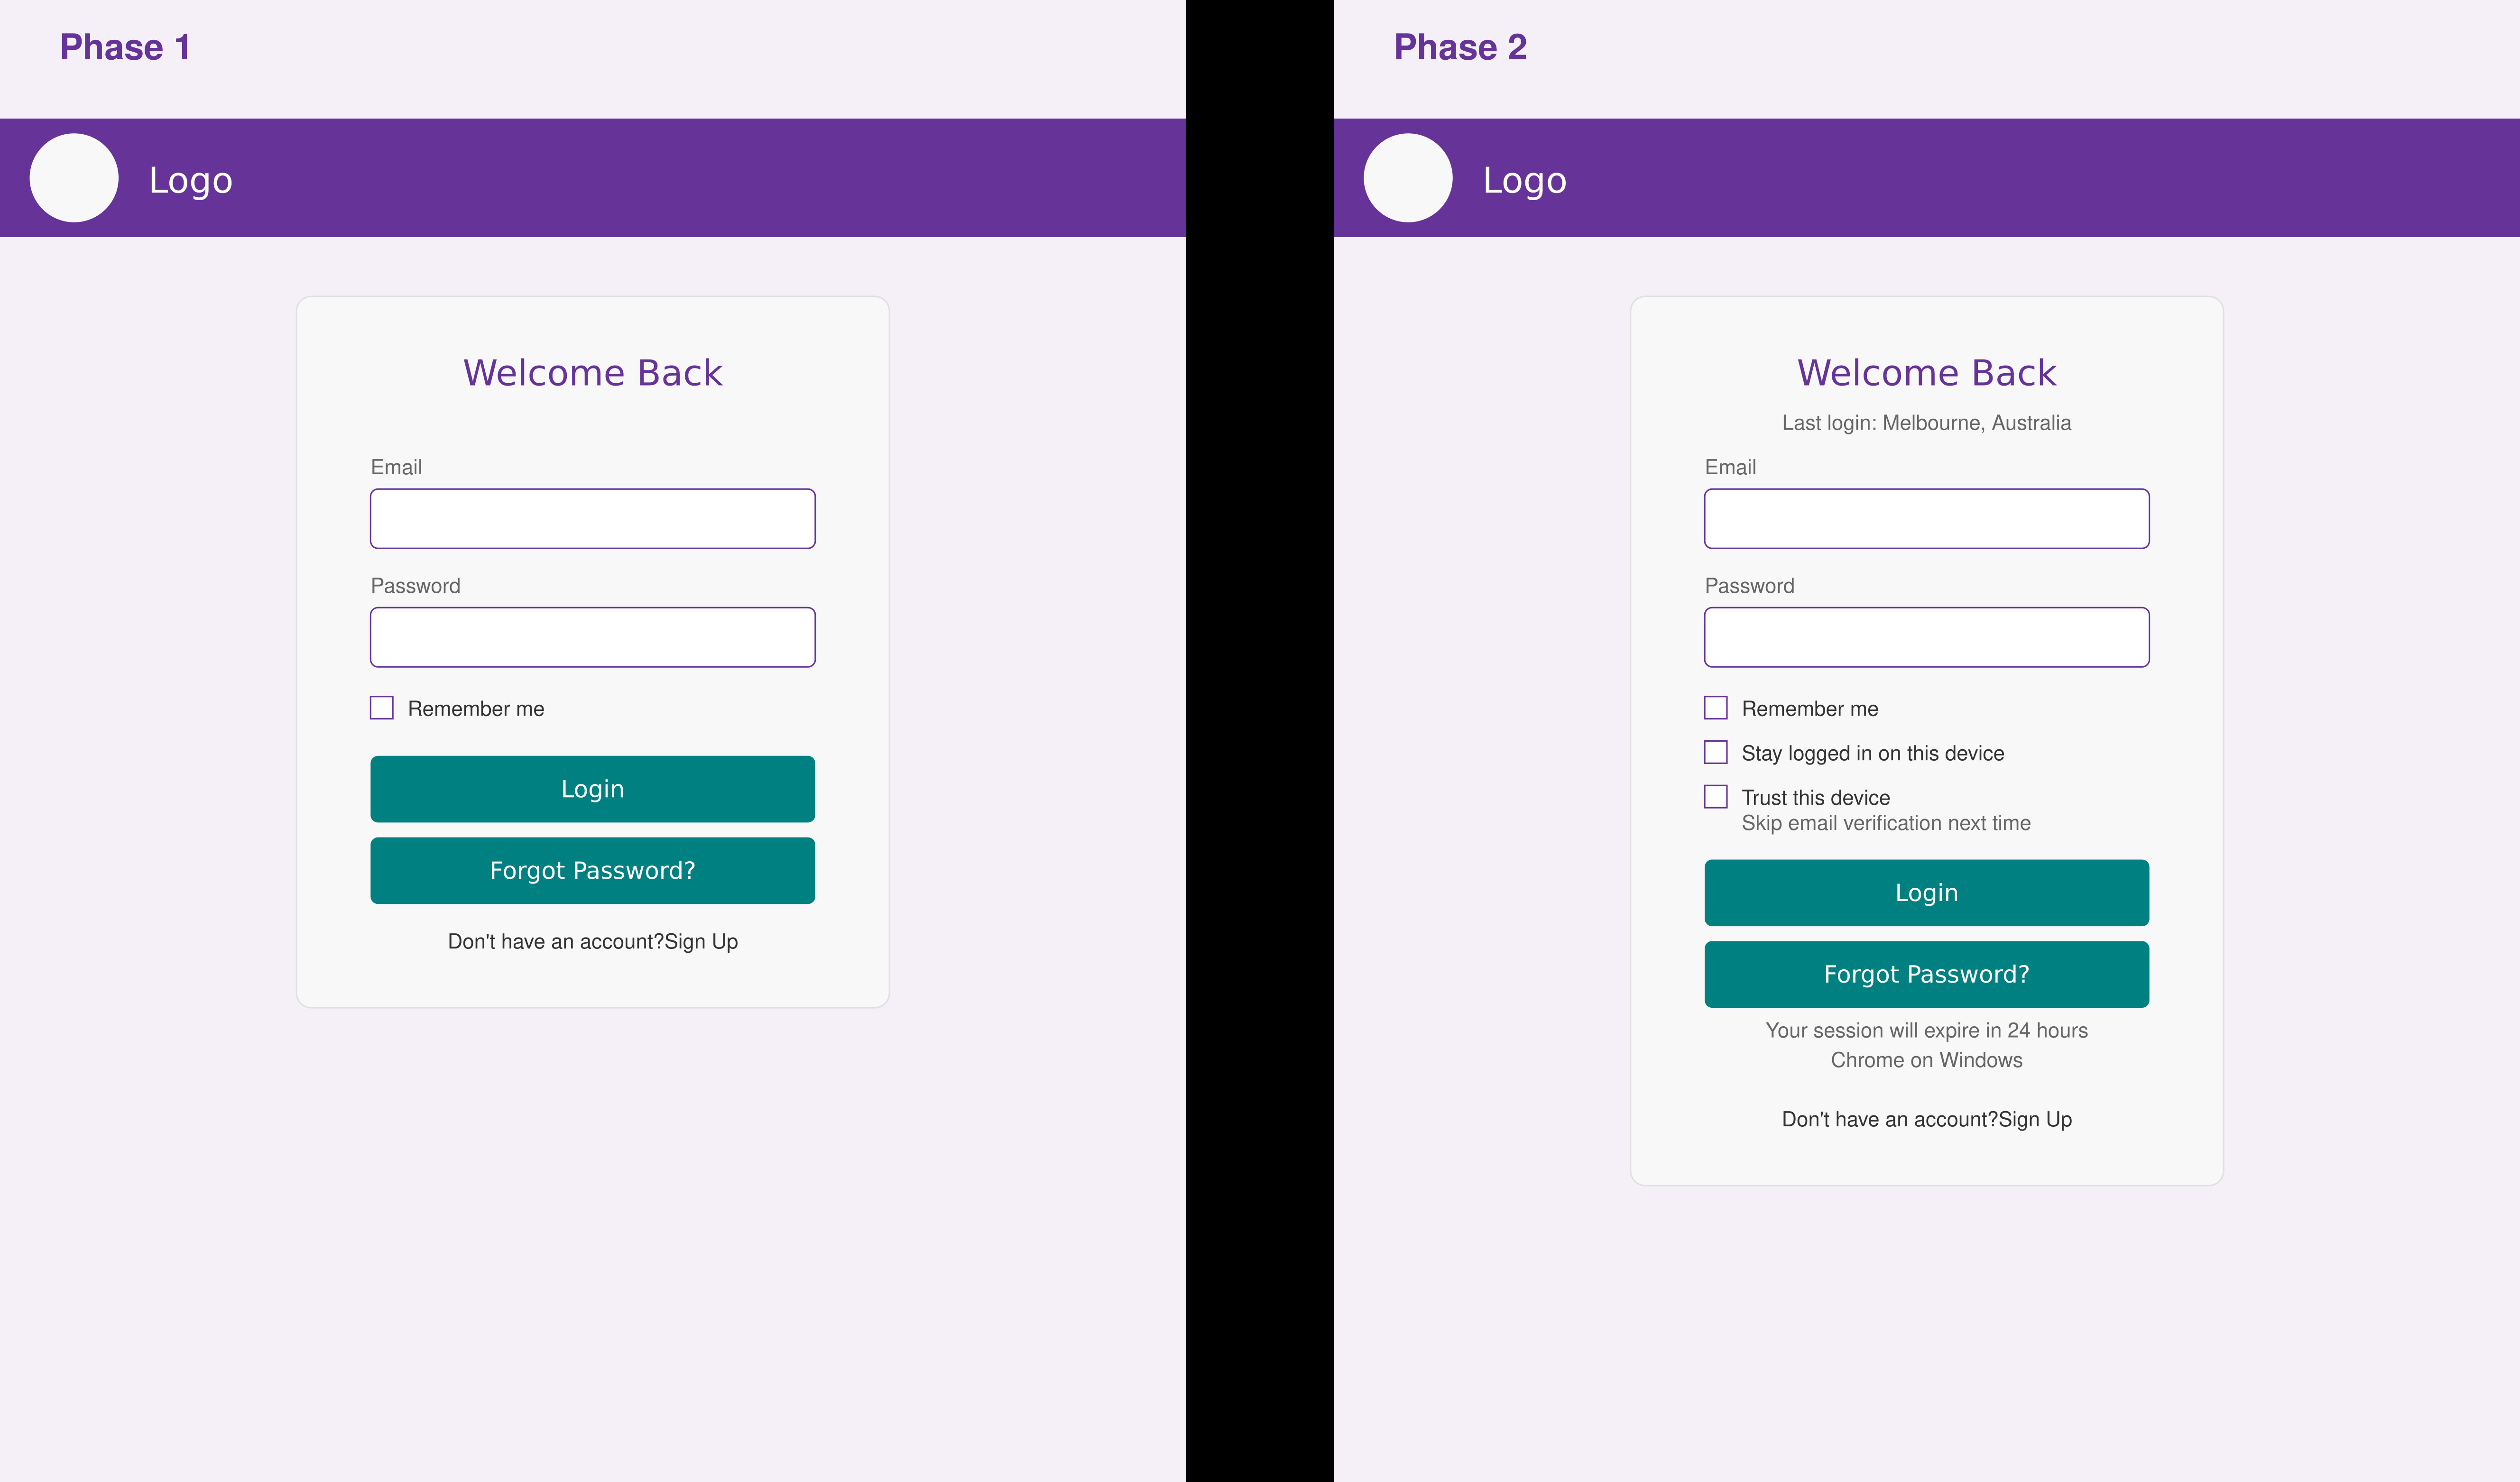 Phase 1
Logo
Welcome Back
Email
Password
Remember me
Login
Forgot Password?
Don't have an account?Sign Up
Phase 2
Logo
Welcome Back
Last login: Melbourne, Australia
Email
Password
Remember me
Stay logged in on this device
Trust this device
Skip email verification next time
Login
Forgot Password?
Your session will expire in 24 hours
Chrome on Windows
Don't have an account?Sign Up